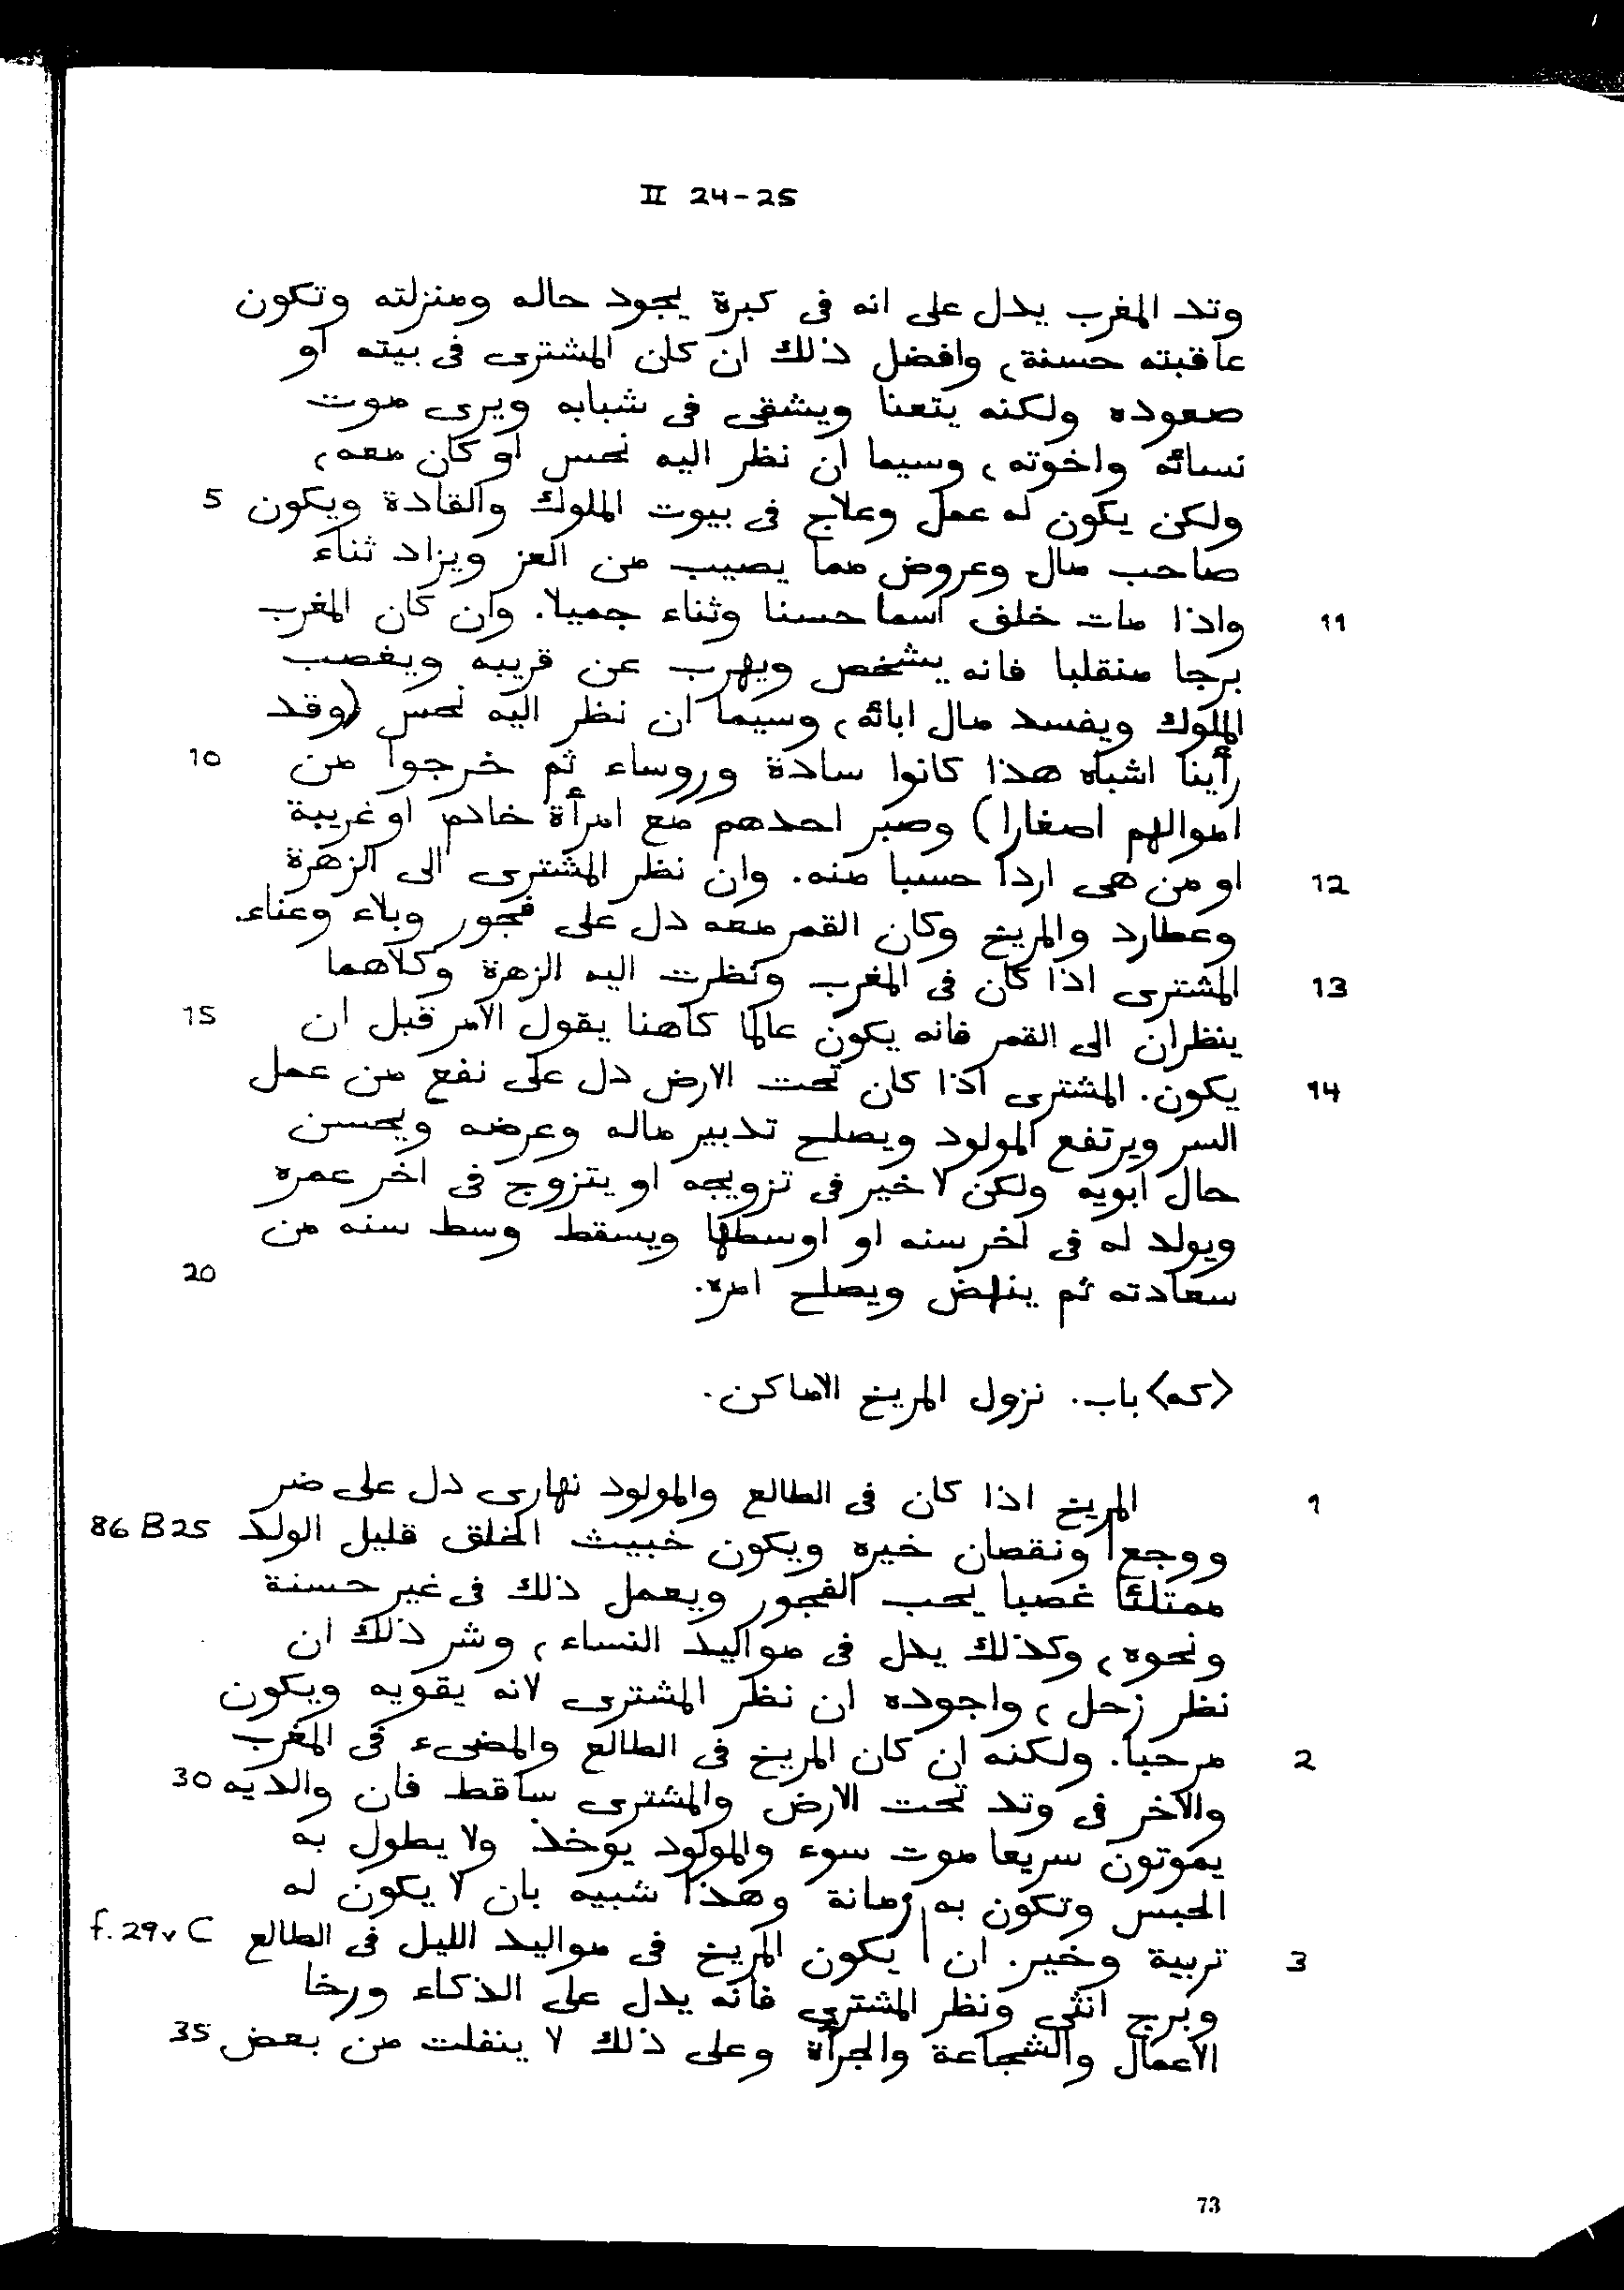 II 24-25
وتد المغرب يدل على انه فى كبرة يجود حاله ومنزلته وتكون
عاقبته حسنة، وافضل ذلك ان كان المشترى فى بيته او
صعوده ولكنه يتعنا ويشقى فى شبابه ويرى موت
نسائه واخوته، وسيما ان نظر اليه نحس او كان معه،
ولكن يكون له عمل وعلاج فى بيوت الملوك والقادة ويكون 5
صاحب مال وعروض مما يصيب من العز ويزاد ثناء
11 واذا مات خلف اسما حسنا وثناء جميلا. وان كان المغرب
برجا منقلبا فانه يشخص ويهرب عن قريبه ويغصب
الملوك ويفسد مال ابائه، وسيما ان نظر اليه نحس (وقد
رأينا اشباه هذا كانوا سادة وروساء ثم خرجوا من 10
اموالهم اصغارا) وصبر احدهم مع امرأة خادم او غريبة
12 او من هى اردأ حسبا منه. وان نظر المشترى الى الزهرة
وعطارد والمريخ وكان القمر معه دل على فجور وبلاء وعناء.
13 المشترى اذا كان فى المغرب ونظرت اليه الزهرة وكلاهما
ينظران الى القمر فانه يكون عالما كاهنا يقول الامر قبل ان 15
14 يكون. المشترى اذا كان تحت الارض دل على نفع من عمل
السر ويرتفع المولود ويصلح تدبير ماله وعرضه ويحسن
حال ابويه ولكن لا خير فى تزويجه او يتزوج فى اخر عمره
ويولد له فى اخر سنه او اوسطها ويسقط وسط سنه من
سعادته ثم ينهض ويصلح امره. 20
<كه> باب. نزول المريخ الاماكن.
1 المريخ اذا كان فى الطالع والمولود نهارى دل على ضر
ووجع| ونقصان خيره ويكون خبيث الخلق قليل الولد 86 B 25
ممتلئا غصبا يحب الفجور ويعمل ذلك فى غير حسنة
ونحوه، وكذلك يدل فى مواليد النساء، وشر ذلك ان
نظر زحل، واجوده ان نظر المشترى لانه يقويه ويكون
2 مرحبا. ولكنه ان كان المريخ فى الطالع والمضىء فى المغرب
والآخر فى وتد تحت الارض والمشترى ساقط فان والديه 30
يموتون سريعا موت سوء والمولود يوخذ ولا يطول به
الحبس وتكون به زمانة وهذا شبيه بان لا يكون له
3 تربية وخير. ان | يكون المريخ فى مواليد الليل فى الطالع f. 29v C
وبرج انثى ونظر المشترى فانه يدل على الذكاء ورخا
الاعمال والشجاعة والجرأة وعلى ذلك لا ينفلت من بعض 35
73